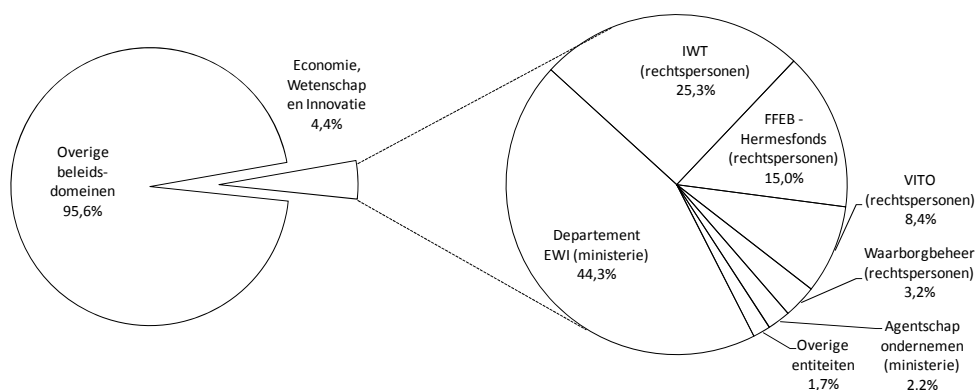 Economie,
Wetenschap
en Innovatie
4,4%
Overige
beleids-
domeinen
95,6%
IWT
(rechtspersonen)
25,3%
FFEB -
Hermesfonds
(rechtspersonen)
15,0%
VITO
(rechtspersonen)
8,4%
Waarborgbeheer
(rechtspersonen)
3,2%
Agentschap
ondernemen
(ministerie)
2.2%
Overige
entiteiten
1,7%
Departement
EWI (ministerie)
44,3%